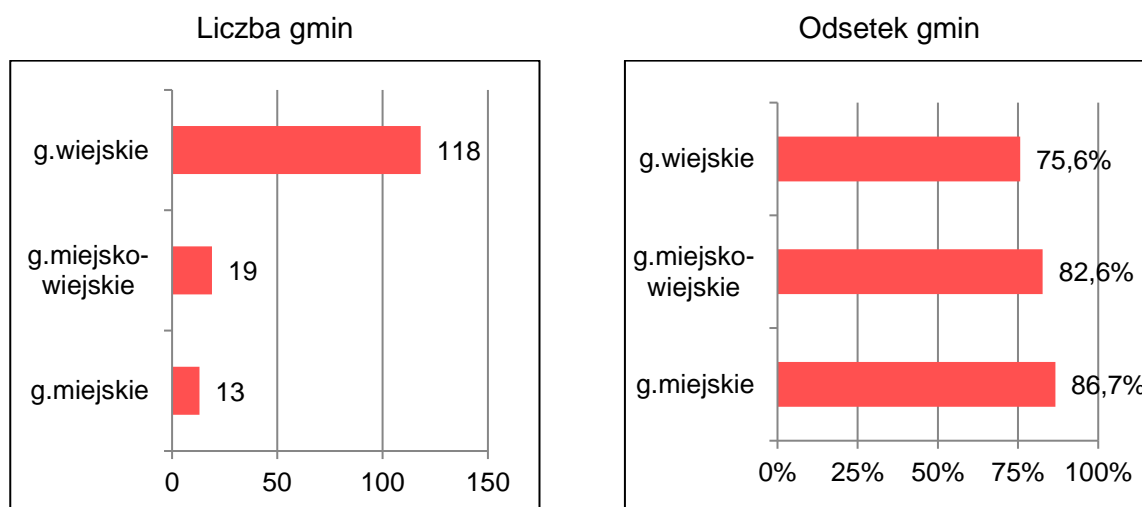 Liczba gmin
g.wiejskie
118
g.miejsko-
wiejskie
19
g.miejskie
13
0 50 100 150
Odsetek gmin
g.wiejskie
75,6%
g.miejsko-
wiejskie
82,6%
g.miejskie
86,7%
0% 25% 50% 75% 100%